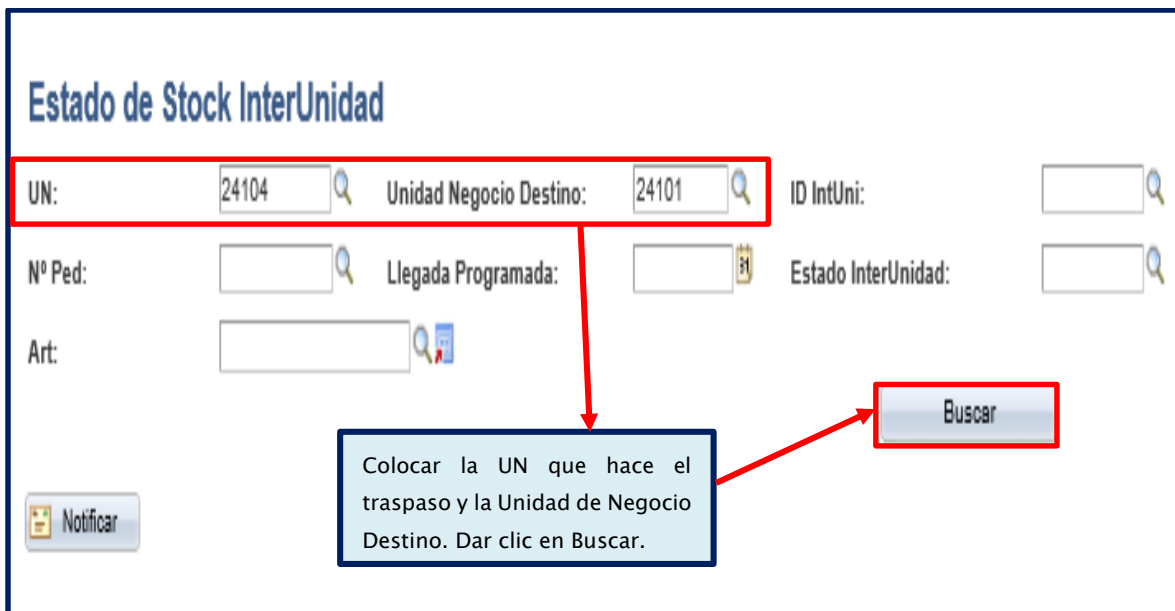 Estado de Stock InterUnidad
UN: 24104 Unidad Negocio Destino: 24101 ID IntUni:
Nº Ped: Llegada Programada: 31 Estado InterUnidad:
Art:
Buscar
Colocar la UN que hace el
traspaso y la Unidad de Negocio
Destino. Dar clic en Buscar.
Notificar